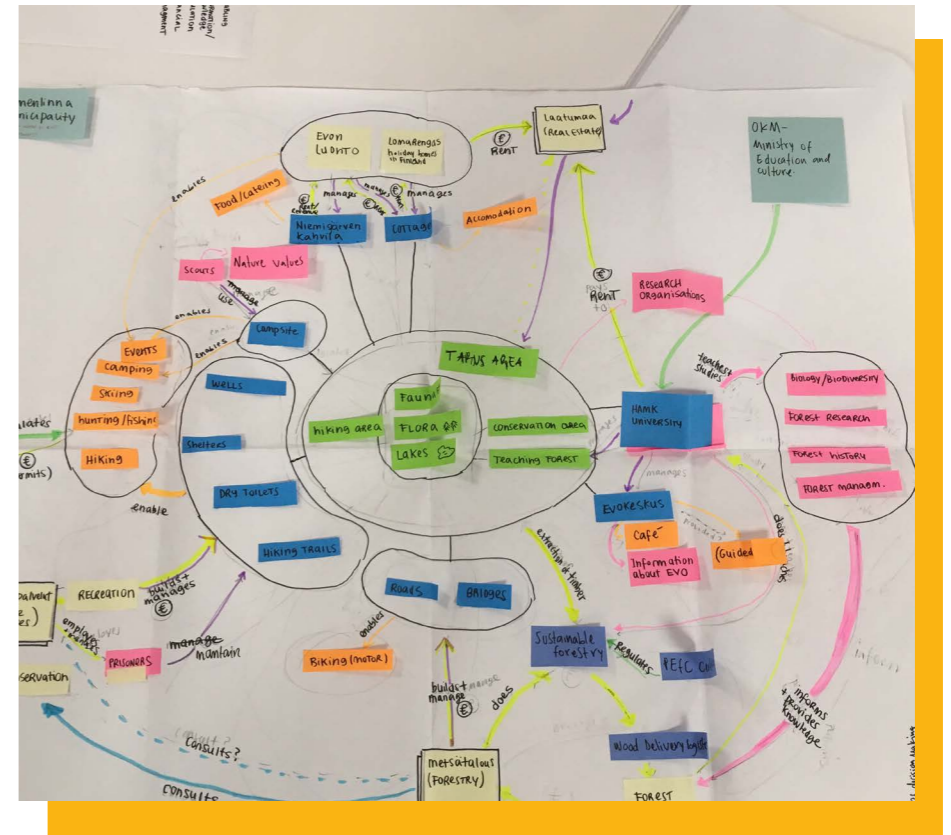 OKM-
Ministry of
Education and
culture.
Evon
LUONTO
Lomarengas
holiday homes
in Finland
€
RENT
Laatumaa
(Real Estate)
enables
Food/catering
manages
manages
manages
Niemisjärven
kahvila
COTTAGE
Accomodation
Scouts
Nature values
manage
use
enables
enables
Campsite
€
RENT
RESEARCH
ORGANISATIONS
EVENTS
camping
SKIING
hunting/fishing
HIKING
€
enable
WELLS
Shelters
DRY TOILETS
HIKING TRAILS
TAPIUS AREA
FLORA
Lakes
hiking area
CONSERVATION AREA
TEACHING FOREST
HAMK
UNIVERSITY
teaches+
studies
BIOLOGY/BIODIVERSITY
FOREST RESEARCH
FOREST HISTORY
FOREST managm.
manages
EVOKESKUS
Café
Information
about EVO
(Guided
does
extraction of timber
Roads
BRIDGES
enables
Biking (MOTOR)
RECREATION
builds+
manages
€
PRISONERS
manage
mantain
Sustainable
forestry
Regulates
PEFC
builds+
manage
€
does
informs
+ provides
knowledge
inform
Wood Delivery
Consults?
Consults
metsätalous
(FORESTRY)
FOREST